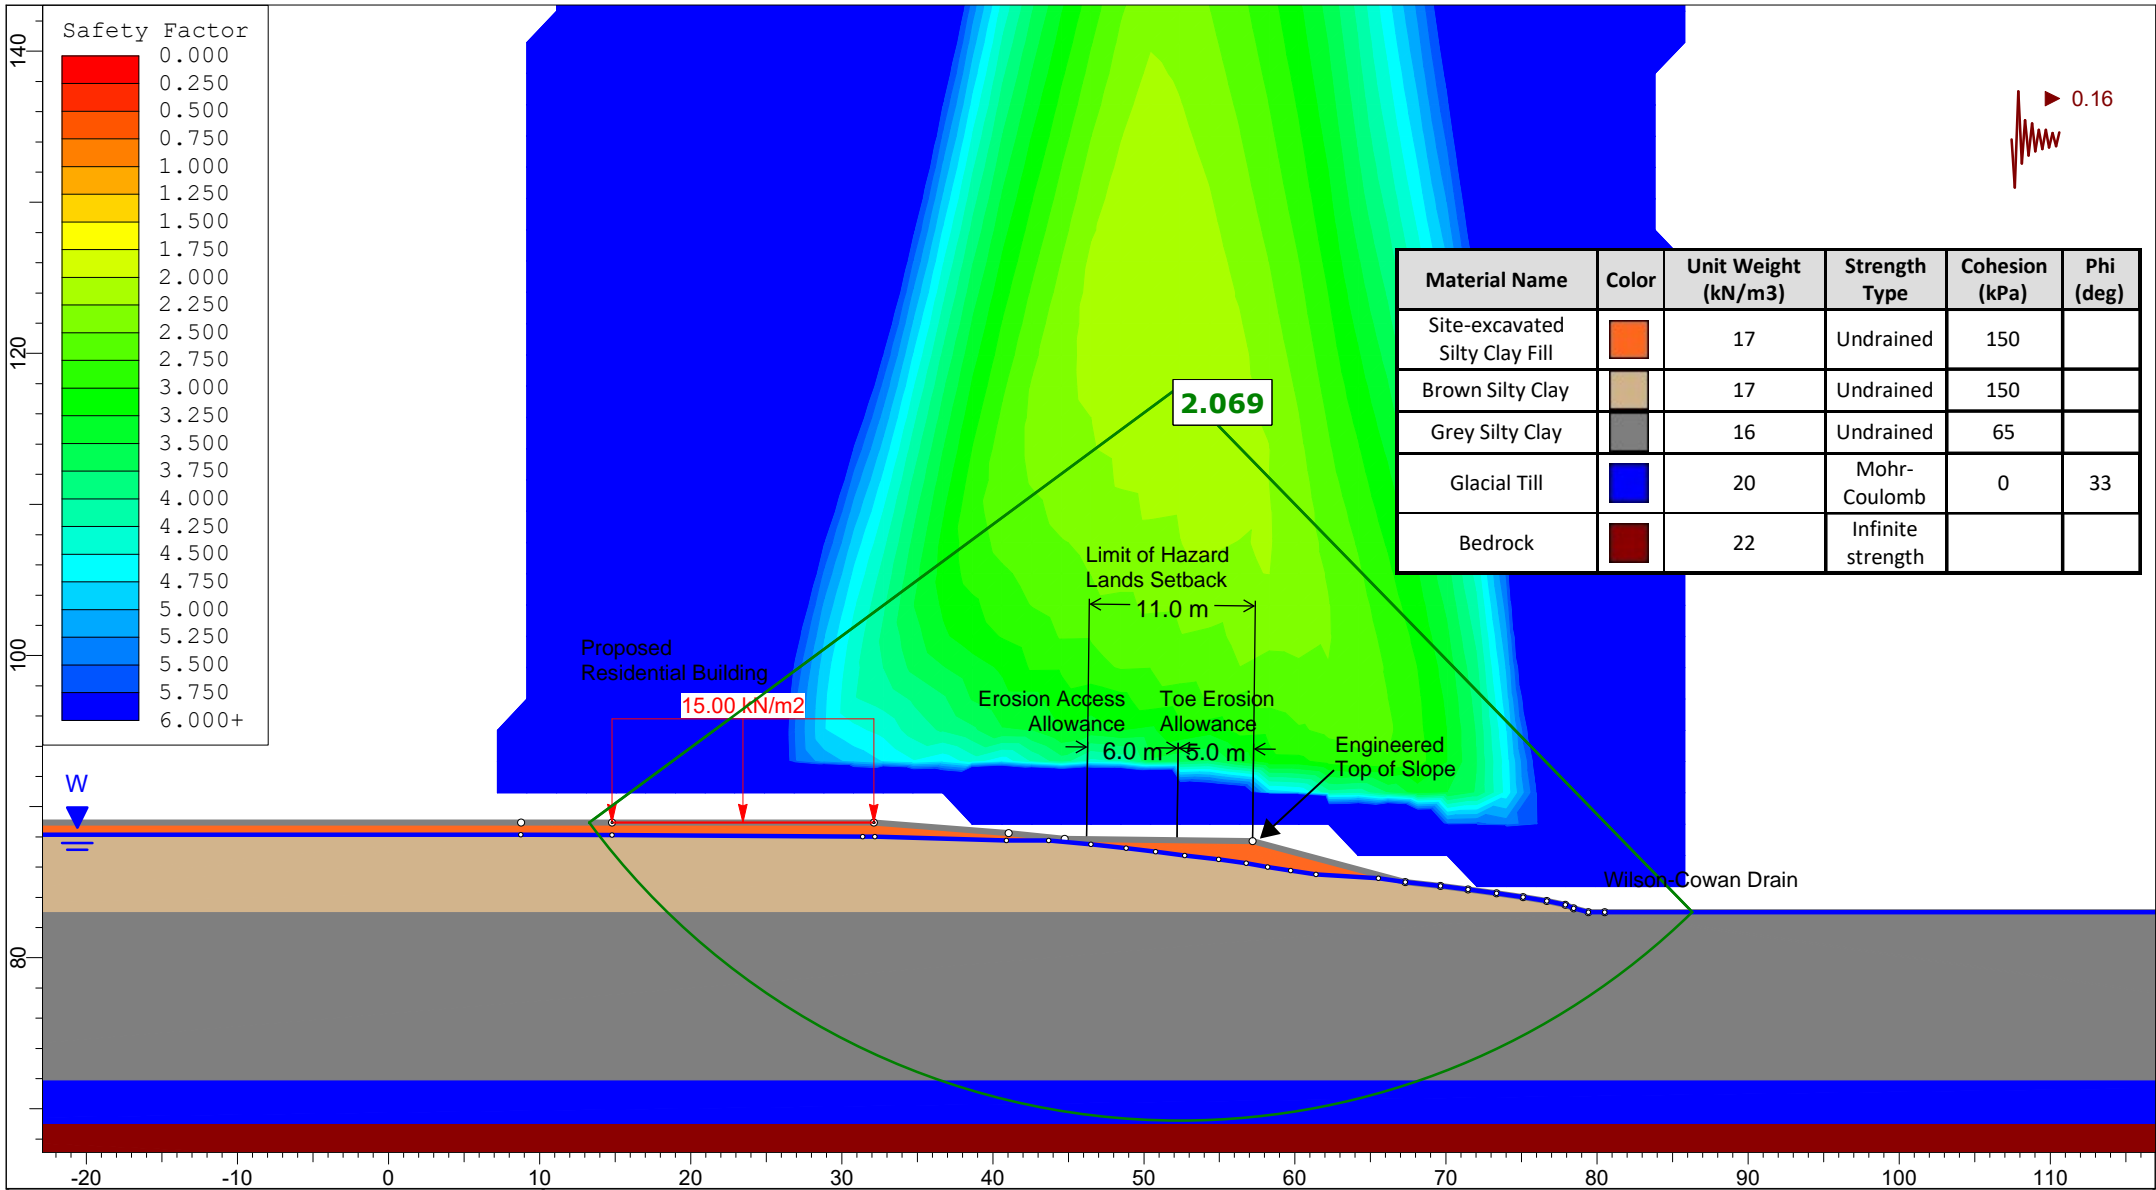 Safety Factor
0.000
0.250
0.500
0.750
1.000
1.250
1.500
1.750
2.000
2.250
2.500
2.750
3.000
3.250
3.500
3.750
4.000
4.250
4.500
4.750
5.000
5.250
5.500
5.750
6.000+
140
120
100
80
0.16
Material Name Color Unit Weight (kN/m3) Strength Type Cohesion (kPa) Phi (deg)
Site-excavated Silty Clay Fill 17 Undrained 150
Brown Silty Clay 17 Undrained 150
Grey Silty Clay 16 Undrained 65
Glacial Till 20 Mohr-Coulomb 0 33
Bedrock 22 Infinite strength
2.069
Limit of Hazard
Lands Setback
11.0 m
Proposed
Residential Building
15.00 kN/m2
Erosion Access
Allowance
6.0 m
Toe Erosion
Allowance
5.0 m
Engineered
Top of Slope
W
Wilson-Cowan Drain
-20 -10 0 10 20 30 40 50 60 70 80 90 100 110